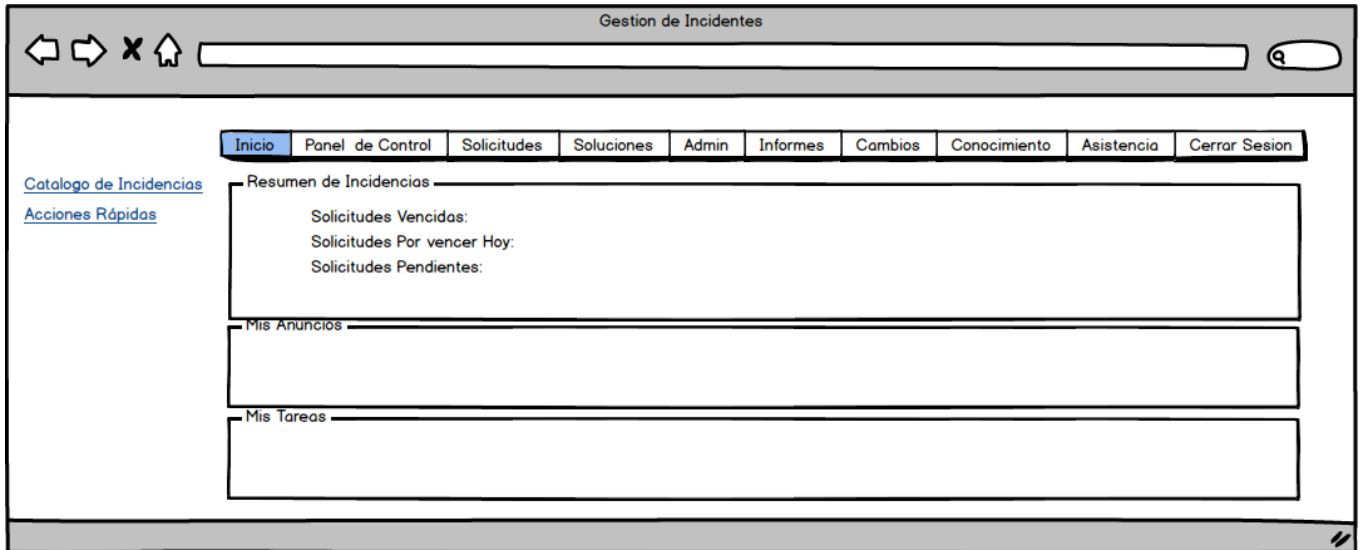 Gestion de Incidentes
Inicio Panel de Control Solicitudes Soluciones Admin Informes Cambios Conocimiento Asistencia Cerrar Sesion
Catalogo de Incidencias
Acciones Rápidas
Resumen de Incidencias
Solicitudes Vencidas:
Solicitudes Por vencer Hoy:
Solicitudes Pendientes:
Mis Anuncios
Mis Tareas